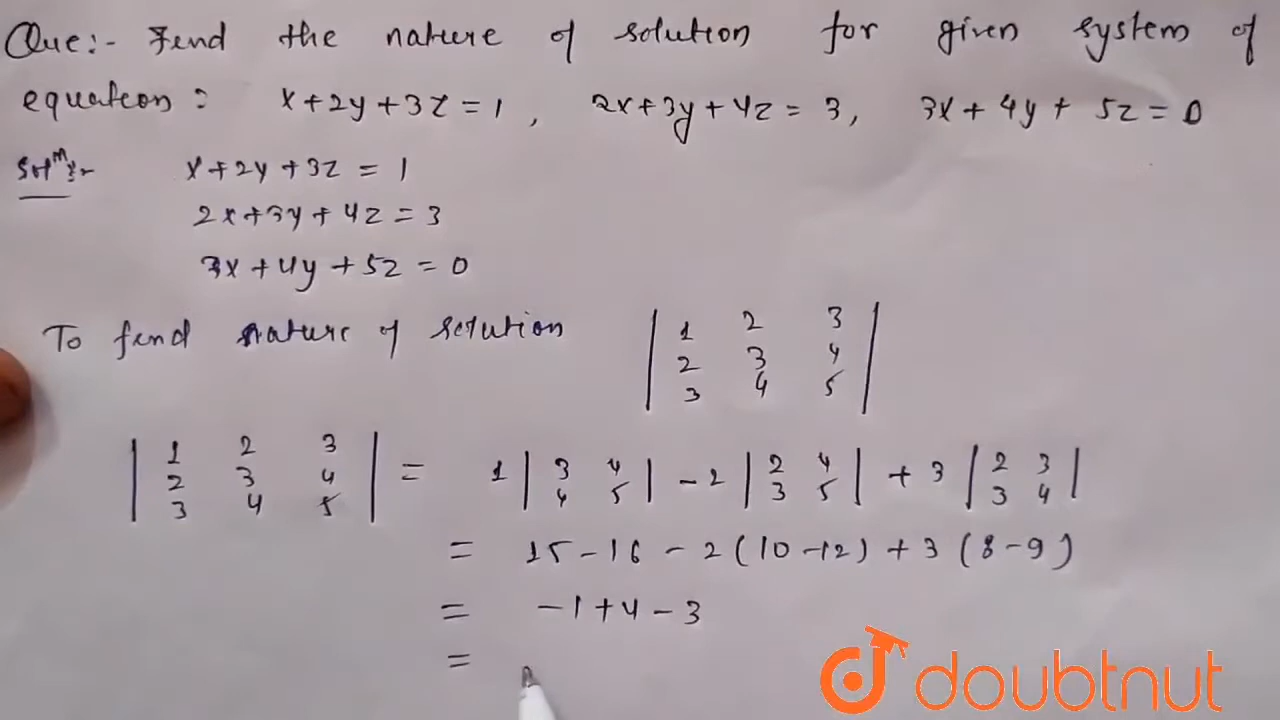 Que:- Find the nature of solution for given system of
equation: x+2y+3z=1, 2x+3y+4z=3, 3x+4y+5z=0
Solⁿ:- x+2y+3z=1
2x+3y+4z=3
3x+4y+5z=0
To find nature of solution | 1 2 3 |
| 2 3 4 |
| 3 4 5 |
| 1 2 3 |
| 2 3 4 | = 1 | 3 4 | - 2 | 2 4 | + 3 | 2 3 |
| 3 4 5 | | 4 5 | | 3 5 | | 3 4 |
= 15-16-2(10-12)+3(8-9)
= -1+4-3
=
doubtnut